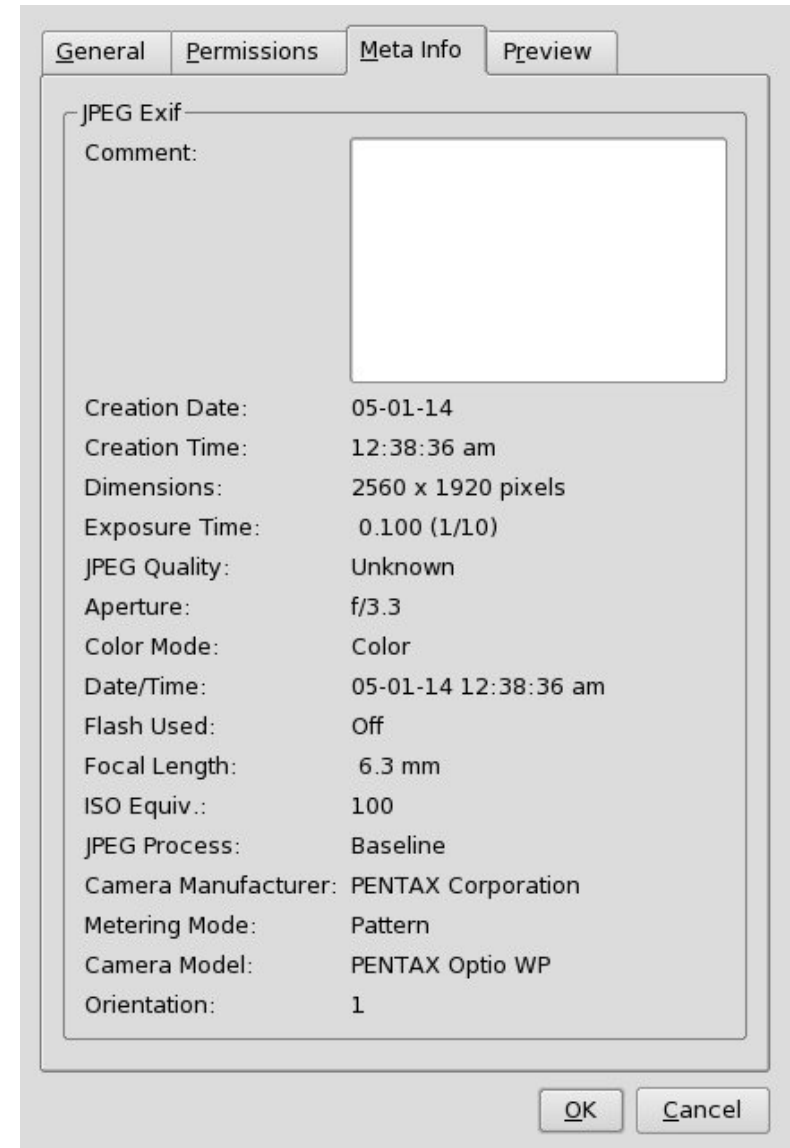 General Permissions Meta Info Preview
JPEG Exif
Comment:
Creation Date: 05-01-14
Creation Time: 12:38:36 am
Dimensions: 2560 x 1920 pixels
Exposure Time: 0.100 (1/10)
JPEG Quality: Unknown
Aperture: f/3.3
Color Mode: Color
Date/Time: 05-01-14 12:38:36 am
Flash Used: Off
Focal Length: 6.3 mm
ISO Equiv.: 100
JPEG Process: Baseline
Camera Manufacturer: PENTAX Corporation
Metering Mode: Pattern
Camera Model: PENTAX Optio WP
Orientation: 1
OK Cancel